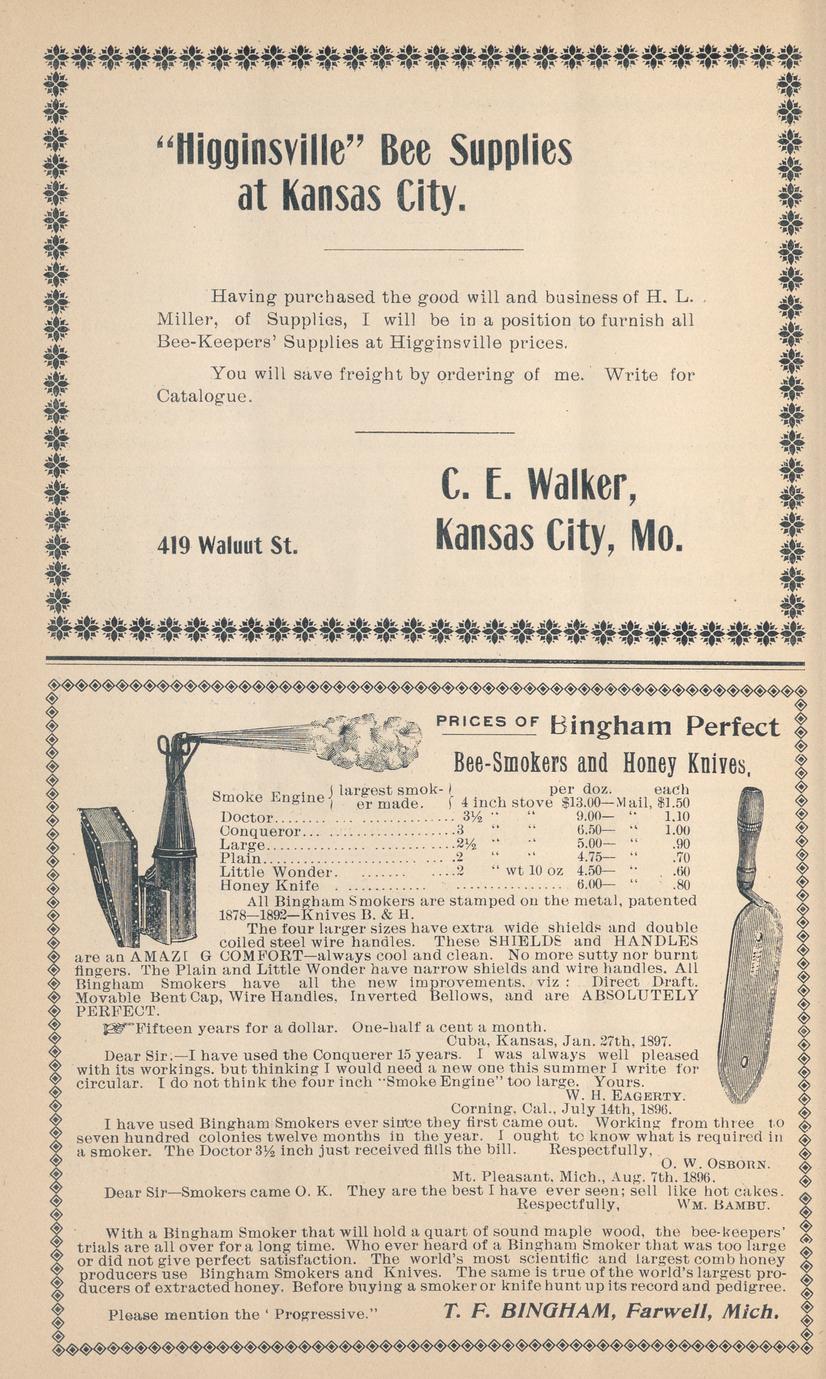 “Higginsville” Bee Supplies
at Kansas City.
Having purchased the good will and business of H. L.
Miller, of Supplies, I will be in a position to furnish all
Bee-Keepers’ Supplies at Higginsville prices.
You will save freight by ordering of me. Write for
Catalogue.
C. E. Walker,
419 Waluut St. Kansas City, Mo.
PRICES OF Bingham Perfect
Bee-Smokers and Honey Knives,
Smoke Engine { largest smok- } per doz. each
{ er made. } 4 inch stove $13.00—Mail, $1.50
Doctor.......................... 3½ “ “ 9.00— “ 1.10
Conqueror... ..................3 “ “ 6.50— “ 1.00
Large...........................2½ “ “ 5.00— “ .90
Plain...................... ... .2 “ “ 4.75— “ .70
Little Wonder. ....... ....2 “ wt 10 oz 4.50— “ .60
Honey Knife . ........... ............... 6.00— “ .80
All Bingham Smokers are stamped on the metal, patented
1878—1892—Knives B. & H.
The four larger sizes have extra wide shields and double
coiled steel wire handles. These SHIELDS and HANDLES
are an AMAZI G COMFORT—always cool and clean. No more sutty nor burnt
fingers. The Plain and Little Wonder have narrow shields and wire handles. All
Bingham Smokers have all the new improvements, viz : Direct Draft,
Movable Bent Cap, Wire Handles, Inverted Bellows, and are ABSOLUTELY
PERFECT.
☞Fifteen years for a dollar. One-half a cent a month.
Cuba, Kansas, Jan. 27th, 1897.
Dear Sir.—I have used the Conquerer 15 years. I was always well pleased
with its workings. but thinking I would need a new one this summer I write for
circular. I do not think the four inch “Smoke Engine” too large. Yours.
W. H. EAGERTY.
Corning, Cal., July 14th, 1896.
I have used Bingham Smokers ever since they first came out. Working from three to
seven hundred colonies twelve months in the year. I ought to know what is required in
a smoker. The Doctor 3½ inch just received fills the bill. Respectfully,
O. W. OSBORN.
Mt. Pleasant, Mich., Aug. 7th, 1896.
Dear Sir—Smokers came O. K. They are the best I have ever seen; sell like hot cakes.
Respectfully, WM. BAMBU.
With a Bingham Smoker that will hold a quart of sound maple wood, the bee-keepers’
trials are all over for a long time. Who ever heard of a Bingham Smoker that was too large
or did not give perfect satisfaction. The world’s most scientific and largest comb honey
producers use Bingham Smokers and Knives. The same is true of the world’s largest pro-
ducers of extracted honey. Before buying a smoker or knife hunt up its record and pedigree.
Please mention the ‘ Progressive.” T. F. BINGHAM, Farwell, Mich.